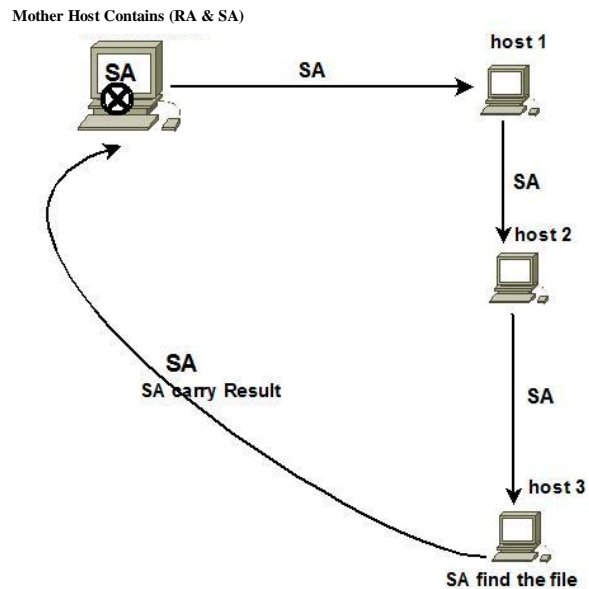 Mother Host Contains (RA & SA)
host 1
SA
SA
SA
host 2
SA
SA carry Result
SA
host 3
SA find the file